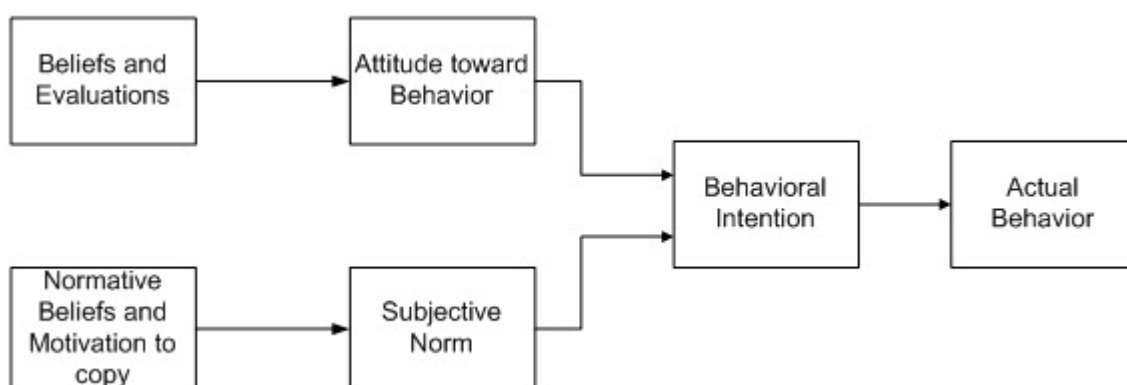 Beliefs and
Evaluations
Attitude toward
Behavior
Behavioral
Intention
Actual
Behavior
Normative
Beliefs and
Motivation to
copy
Subjective
Norm